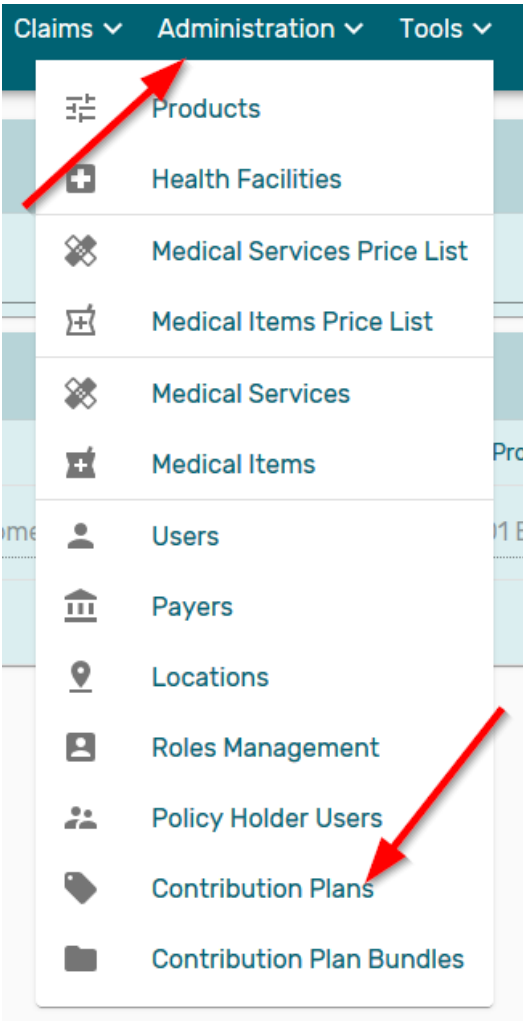 Claims Administration Tools
Products
Health Facilities
Medical Services Price List
Medical Items Price List
Medical Services
Medical Items
Pro
Users
Payers
Locations
Roles Management
Policy Holder Users
Contribution Plans
Contribution Plan Bundles